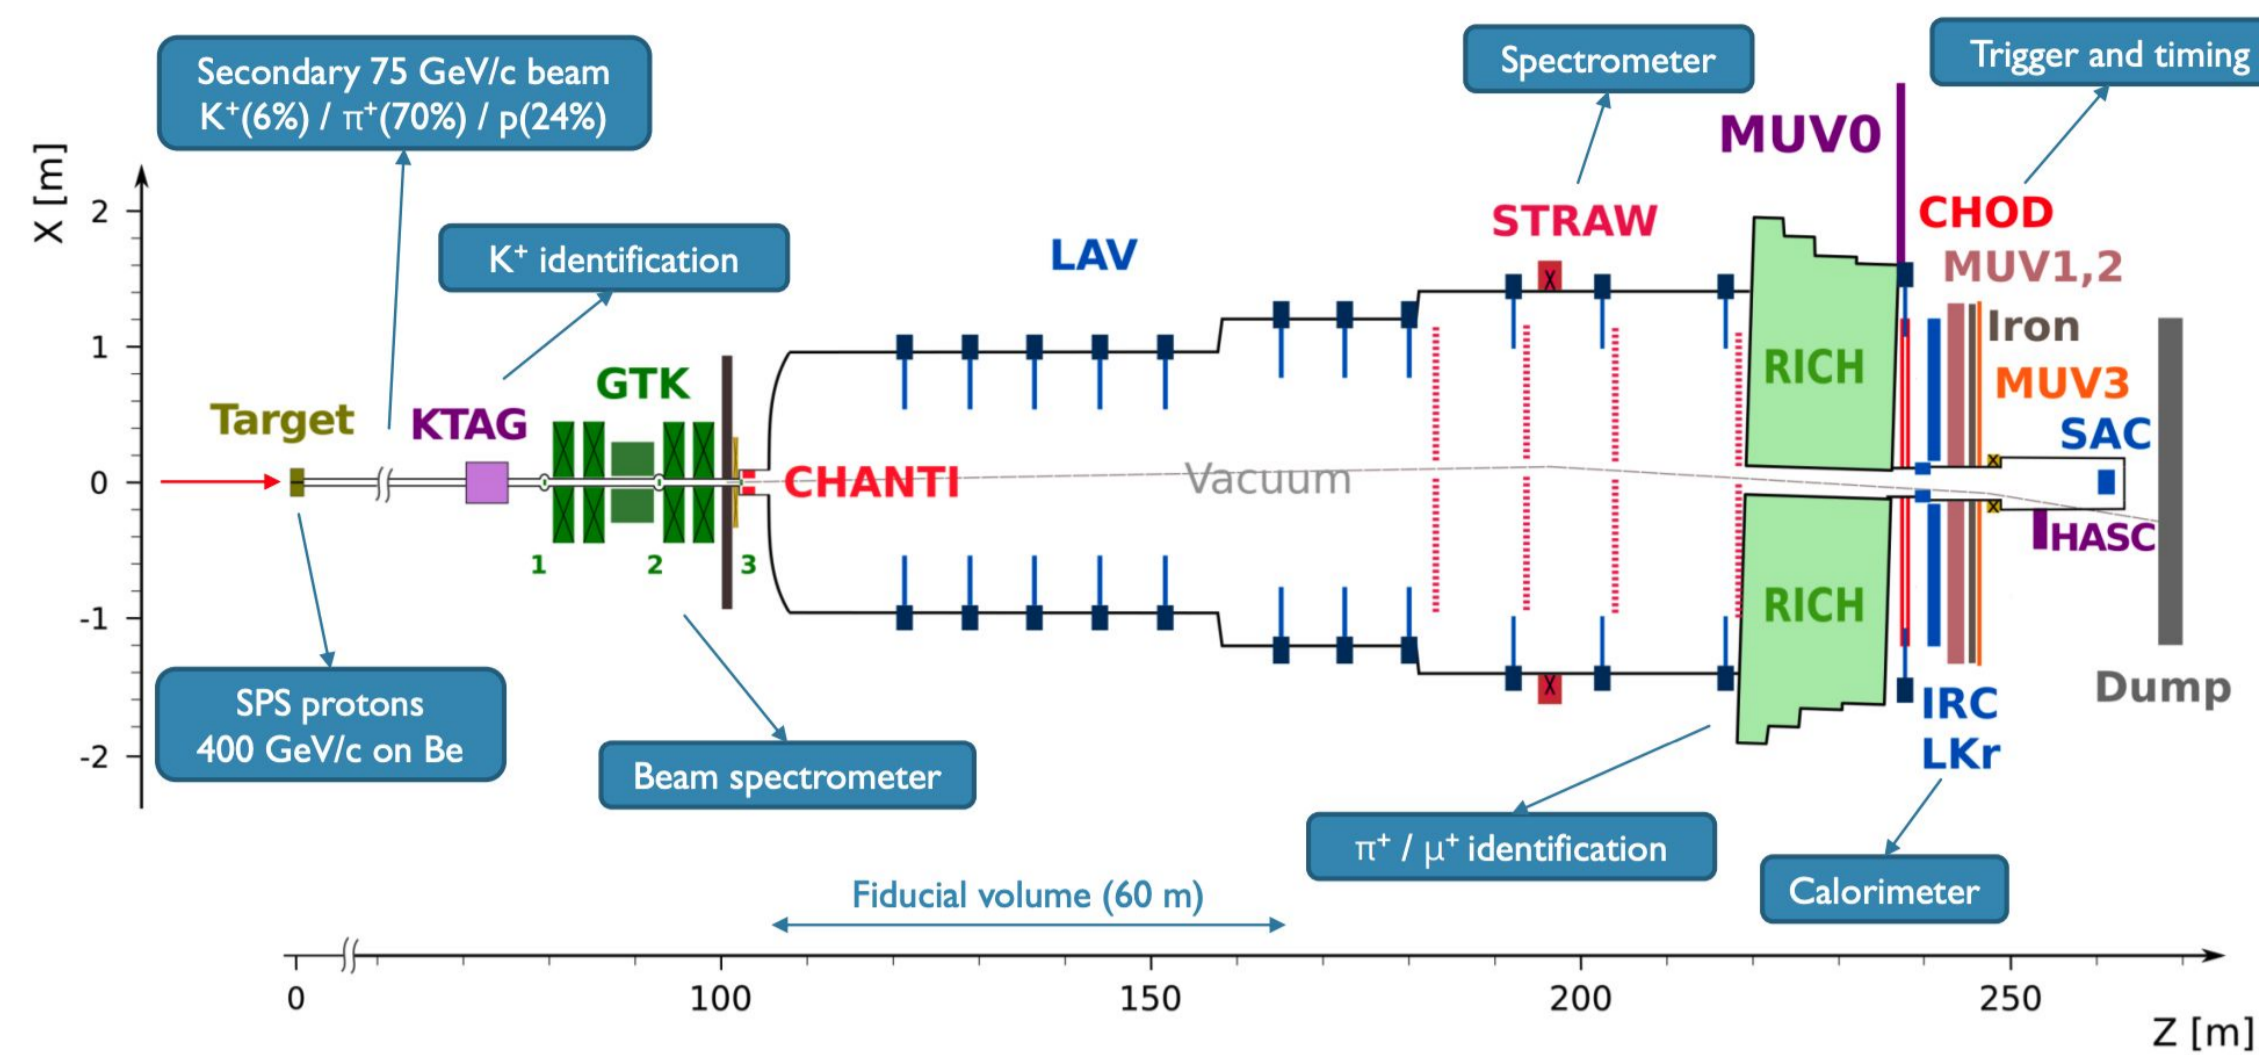 Secondary 75 GeV/c beam
K⁺(6%) / π⁺(70%) / p(24%)
Spectrometer
Trigger and timing
MUV0
X [m]
2
1
0
-1
-2
K⁺ identification
LAV
STRAW
CHOD
MUV1,2
Iron
MUV3
SAC
RICH
GTK
Target
KTAG
CHANTI
Vacuum
HASC
1
2
3
RICH
SPS protons
400 GeV/c on Be
Beam spectrometer
IRC
LKr
Dump
π⁺ / μ⁺ identification
Calorimeter
Fiducial volume (60 m)
0
100
150
200
250
Z [m]